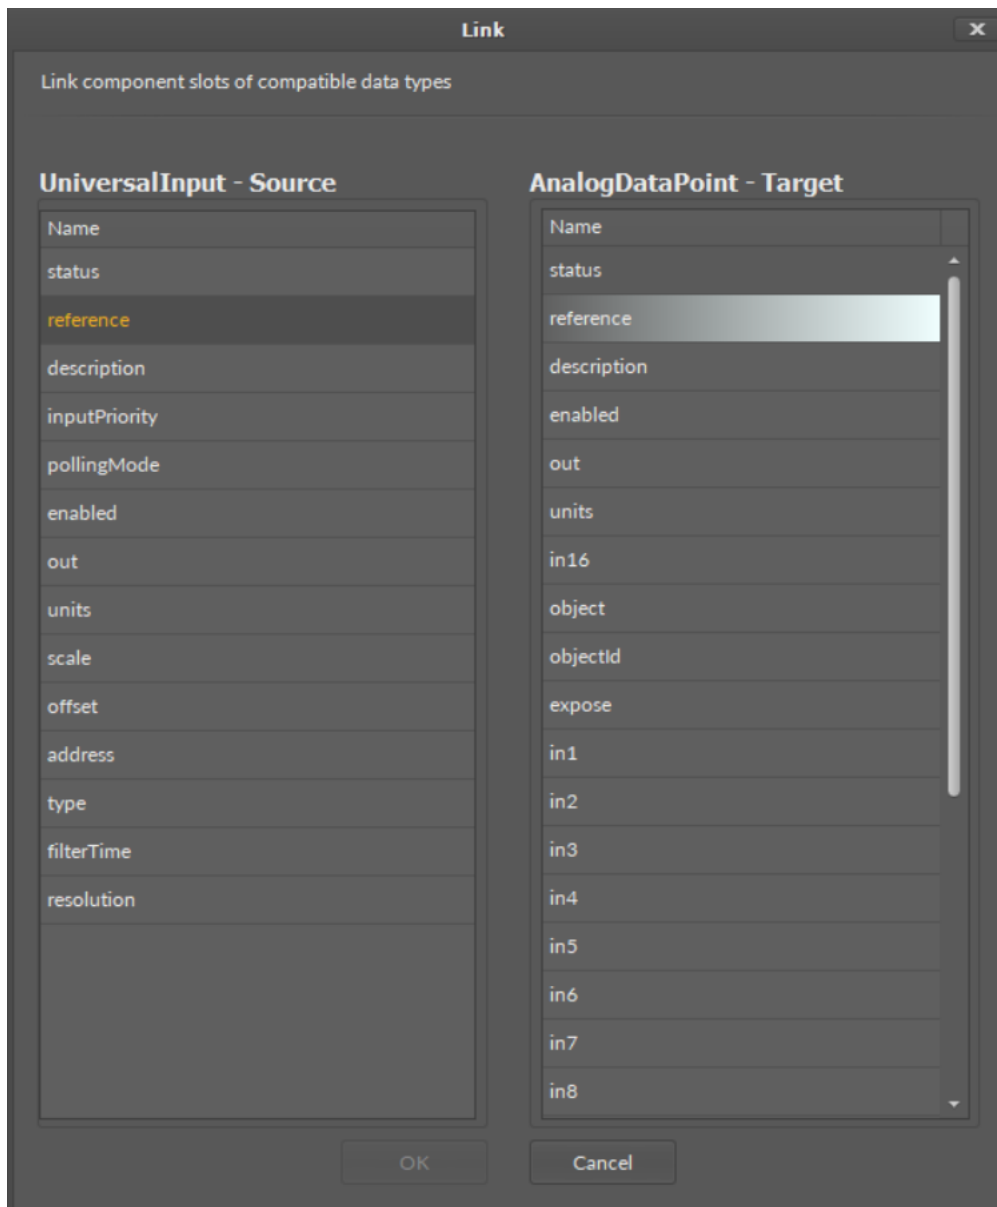 Link
Link component slots of compatible data types
UniversalInput - Source
Name
status
reference
description
inputPriority
pollingMode
enabled
out
units
scale
offset
address
type
filterTime
resolution
AnalogDataPoint - Target
Name
status
reference
description
enabled
out
units
in16
object
objectId
expose
in1
in2
in3
in4
in5
in6
in7
in8
OK
Cancel